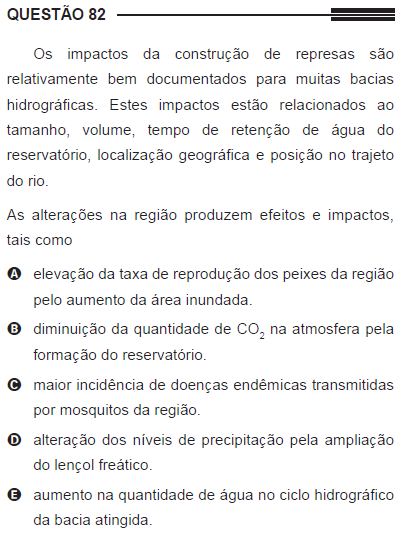 QUESTÃO 82
Os impactos da construção de represas são
relativamente bem documentados para muitas bacias
hidrográficas. Estes impactos estão relacionados ao
tamanho, volume, tempo de retenção de água do
reservatório, localização geográfica e posição no trajeto
do rio.
As alterações na região produzem efeitos e impactos,
tais como
A elevação da taxa de reprodução dos peixes da região
pelo aumento da área inundada.
B diminuição da quantidade de CO2 na atmosfera pela
formação do reservatório.
C maior incidência de doenças endêmicas transmitidas
por mosquitos da região.
D alteração dos níveis de precipitação pela ampliação
do lençol freático.
E aumento na quantidade de água no ciclo hidrográfico
da bacia atingida.